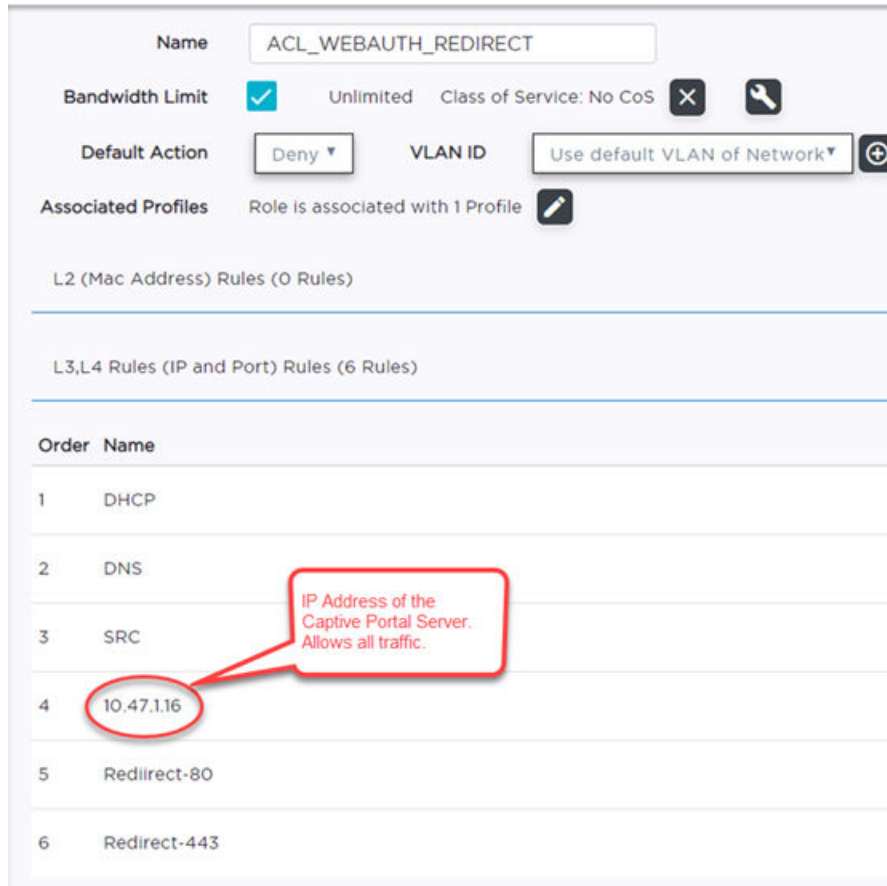 Name ACL_WEBAUTH_REDIRECT
Bandwidth Limit Unlimited Class of Service: No CoS
Default Action Deny VLAN ID Use default VLAN of Network
Associated Profiles Role is associated with 1 Profile
L2 (Mac Address) Rules (0 Rules)
L3,L4 Rules (IP and Port) Rules (6 Rules)
Order Name
1 DHCP
2 DNS
IP Address of the
Captive Portal Server.
Allows all traffic.
3 SRC
4 10.47.1.16
5 Rediirect-80
6 Redirect-443